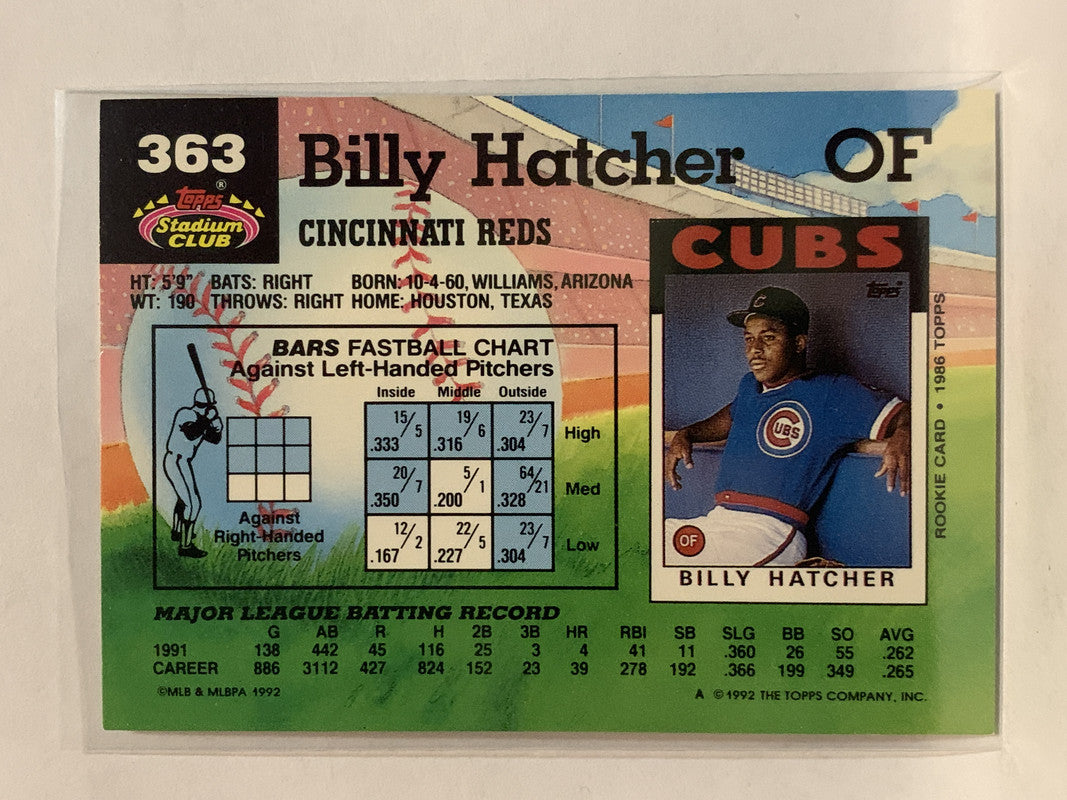 363
Billy Hatcher OF
Topps ®
Stadium
CLUB
CINCINNATI REDS
HT: 5'9" BATS: RIGHT BORN: 10-4-60, WILLIAMS, ARIZONA
WT: 190 THROWS: RIGHT HOME: HOUSTON, TEXAS
BARS FASTBALL CHART
Against Left-Handed Pitchers
Inside Middle Outside
15/5 19/6 23/7
.333 .316 .304 High
20/7 5/1 64/21
.350 .200 .328 Med
12/2 22/5 23/7
.167 .227 .304 Low
Against
Right-Handed
Pitchers
CUBS
Topps
C
CUBS
OF
BILLY HATCHER
ROOKIE CARD • 1986 TOPPS
MAJOR LEAGUE BATTING RECORD
G AB R H 2B 3B HR RBI SB SLG BB SO AVG
1991 138 442 45 116 25 3 4 41 11 .360 26 55 .262
CAREER 886 3112 427 824 152 23 39 278 192 .366 199 349 .265
©MLB & MLBPA 1992 A ©1992 THE TOPPS COMPANY, INC.